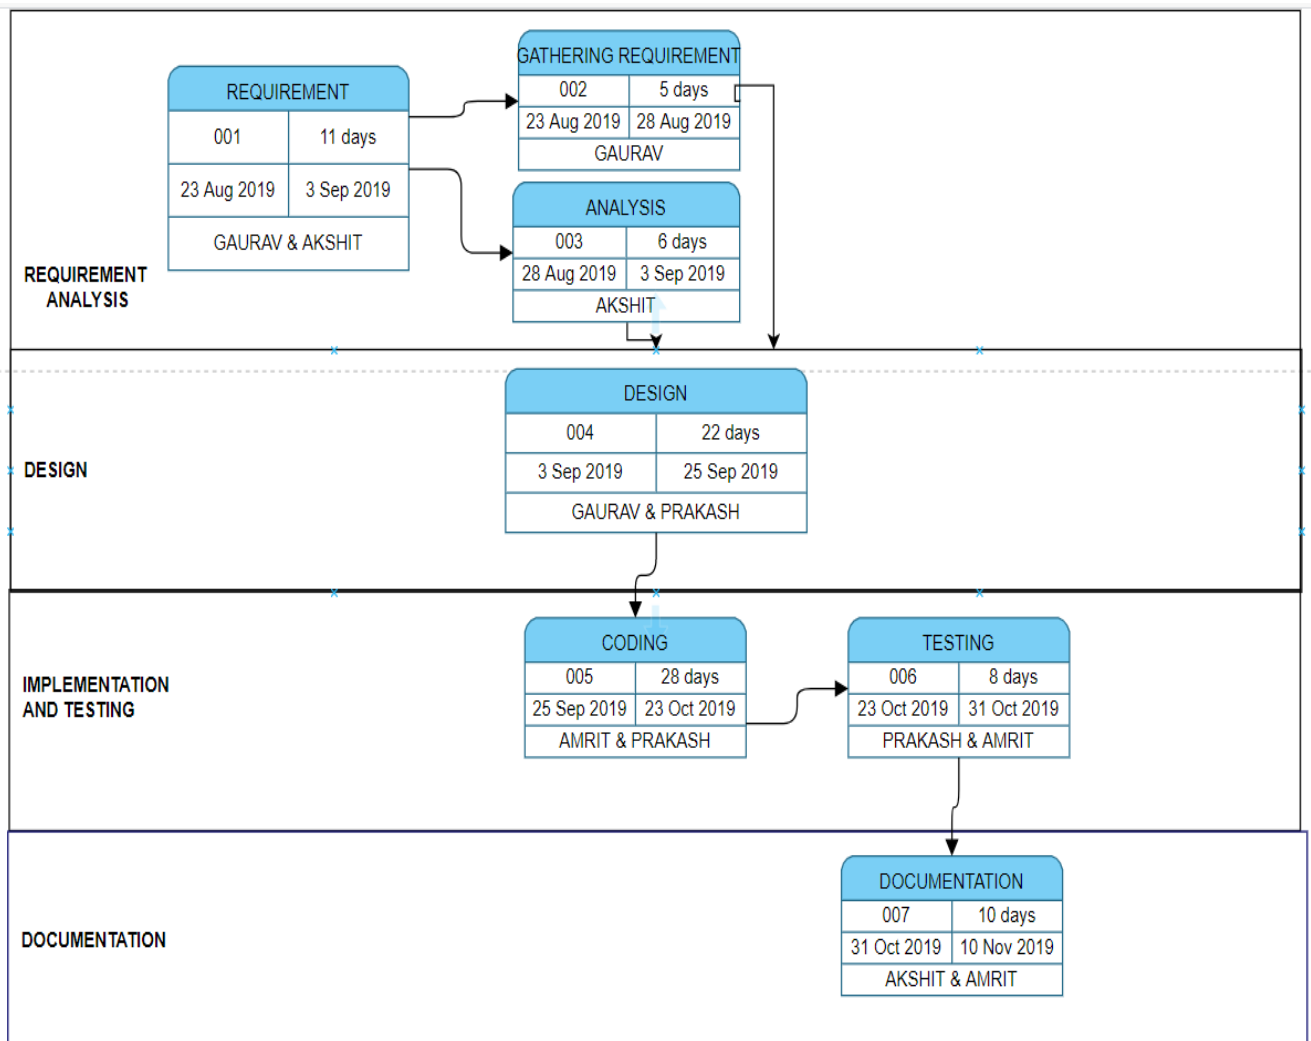 REQUIREMENT
001 11 days
23 Aug 2019 3 Sep 2019
GAURAV & AKSHIT
GATHERING REQUIREMENT
002 5 days
23 Aug 2019 28 Aug 2019
GAURAV
ANALYSIS
003 6 days
28 Aug 2019 3 Sep 2019
AKSHIT
REQUIREMENT
ANALYSIS
DESIGN
004 22 days
3 Sep 2019 25 Sep 2019
GAURAV & PRAKASH
DESIGN
CODING
005 28 days
25 Sep 2019 23 Oct 2019
AMRIT & PRAKASH
TESTING
006 8 days
23 Oct 2019 31 Oct 2019
PRAKASH & AMRIT
IMPLEMENTATION
AND TESTING
DOCUMENTATION
007 10 days
31 Oct 2019 10 Nov 2019
AKSHIT & AMRIT
DOCUMENTATION